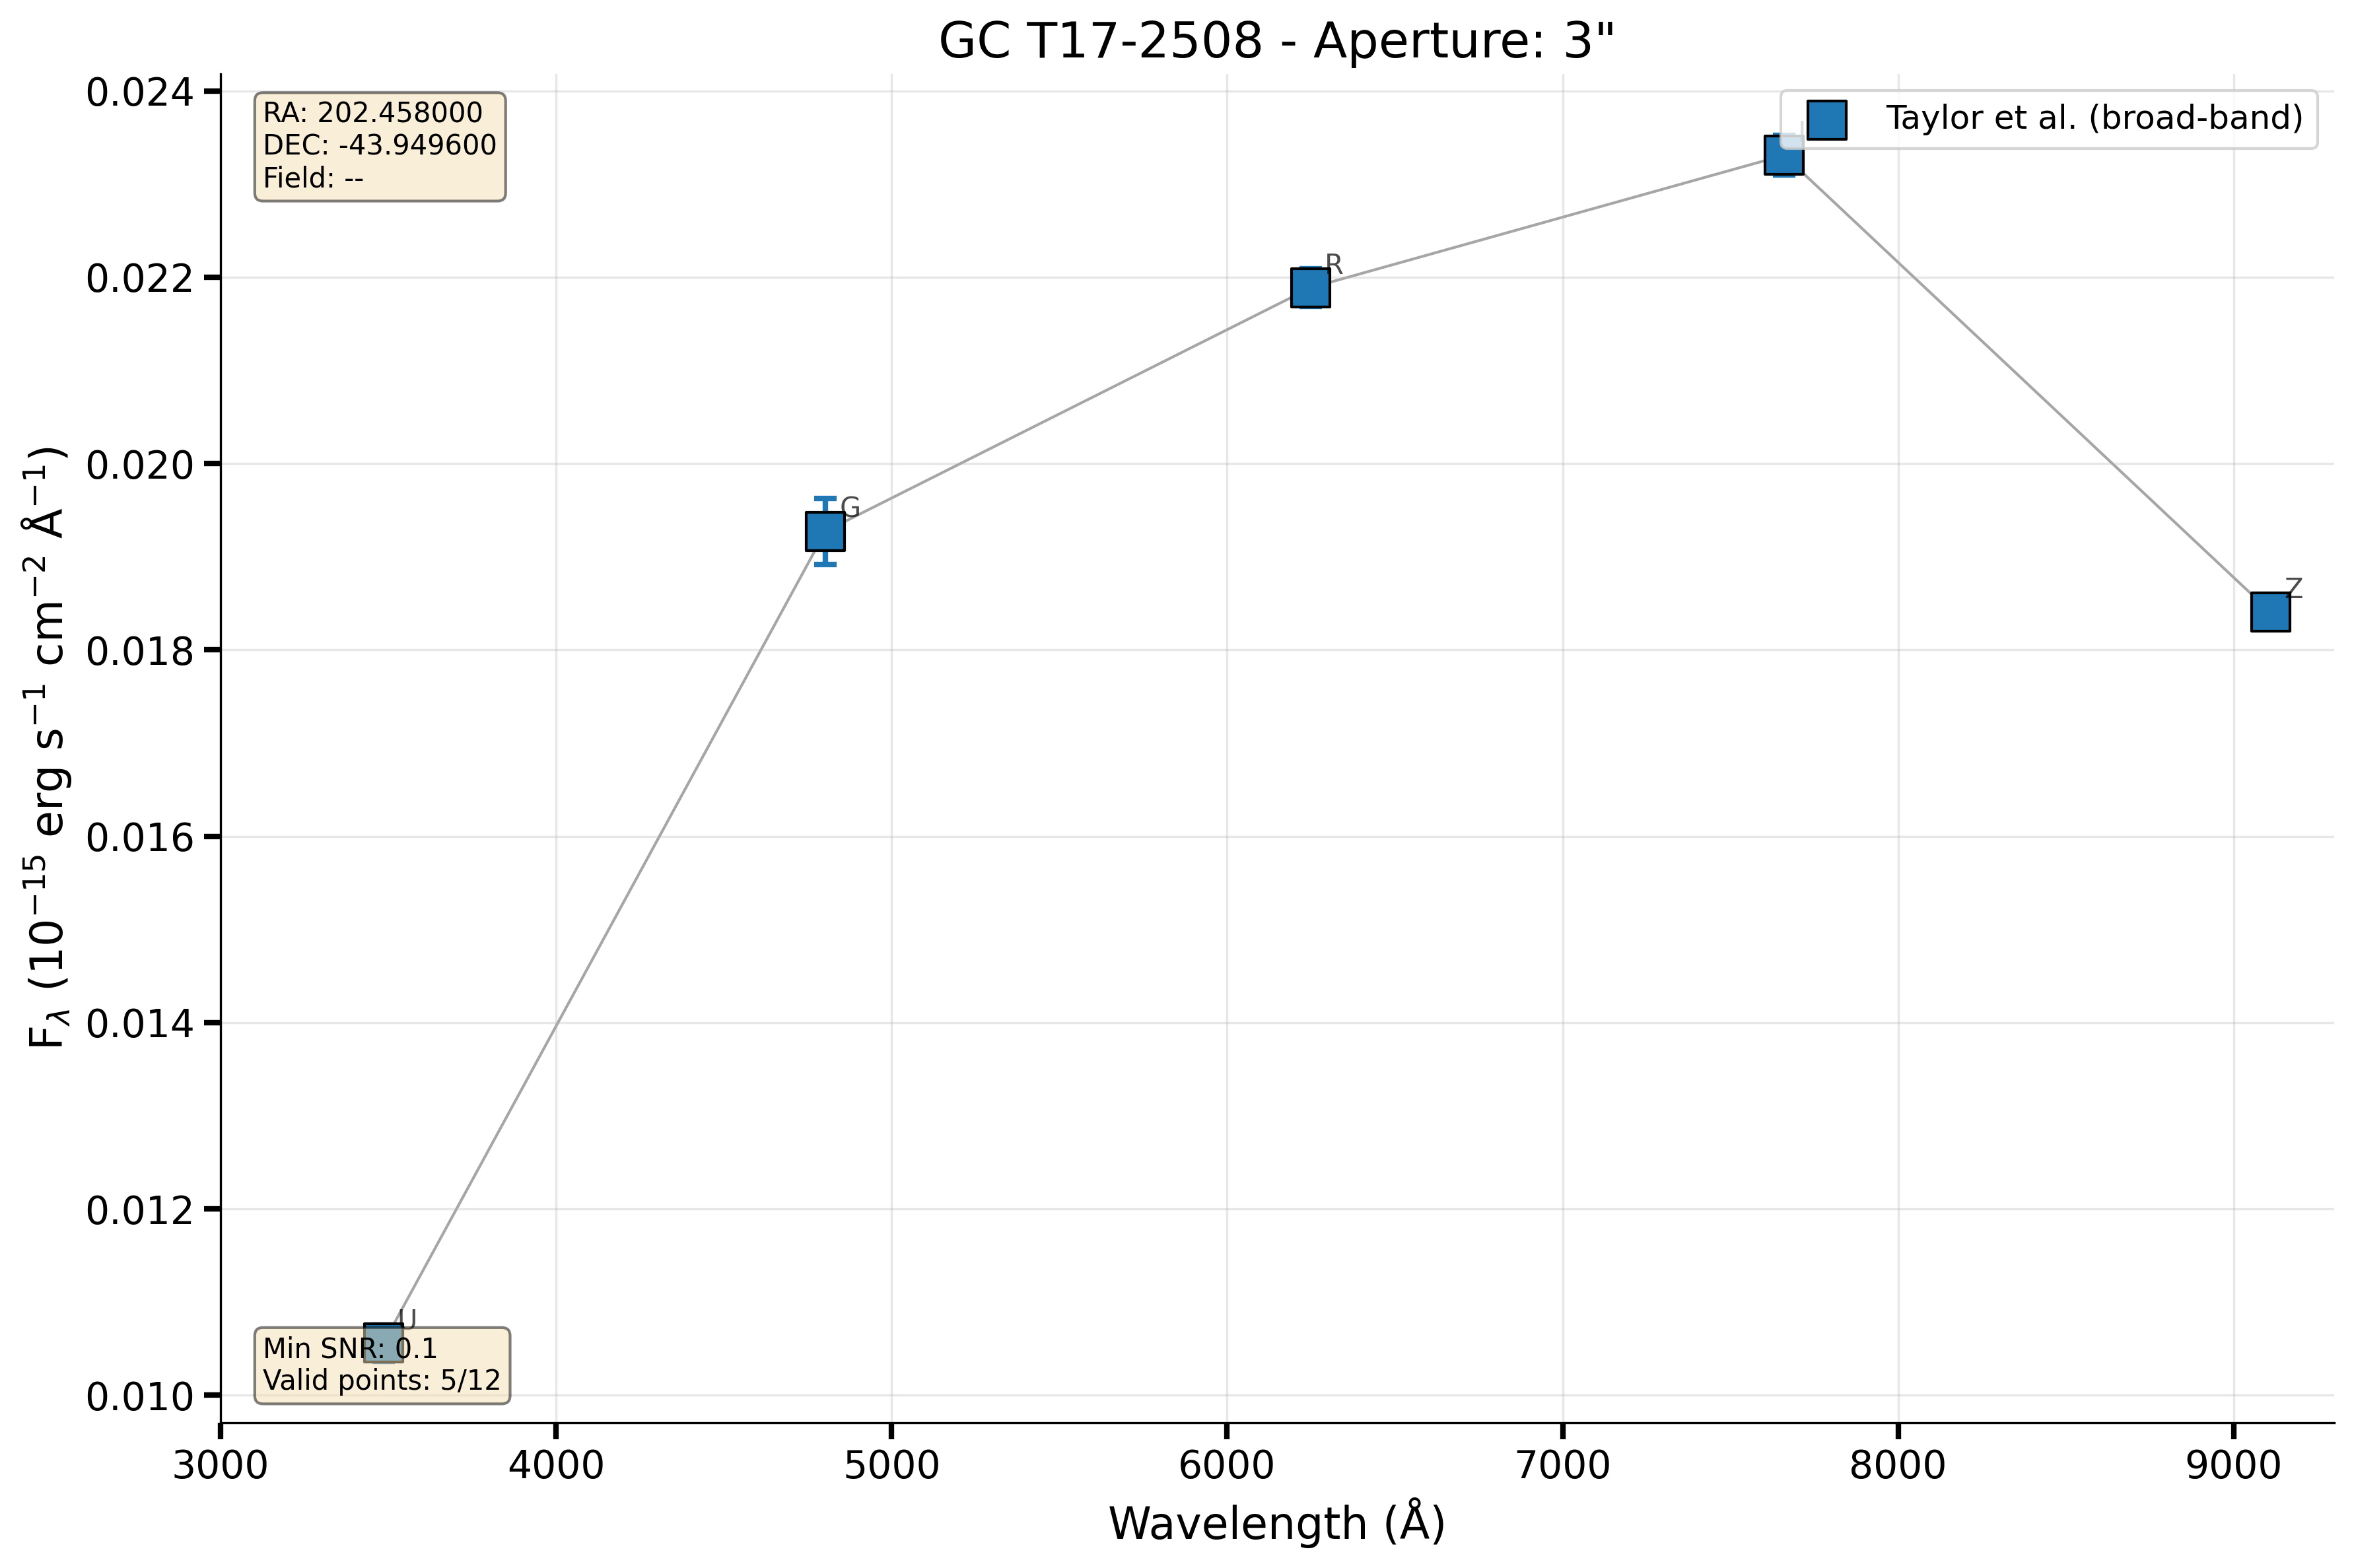 GC T17-2508 - Aperture: 3"
RA: 202.458000
DEC: -43.949600
Field: --
Taylor et al. (broad-band)
0.024
0.022
0.020
0.018
0.016
0.014
0.012
0.010
F_λ (10⁻¹⁵ erg s⁻¹ cm⁻² Å⁻¹)
U
G
R
I
Z
Min SNR: 0.1
Valid points: 5/12
3000 4000 5000 6000 7000 8000 9000
Wavelength (Å)